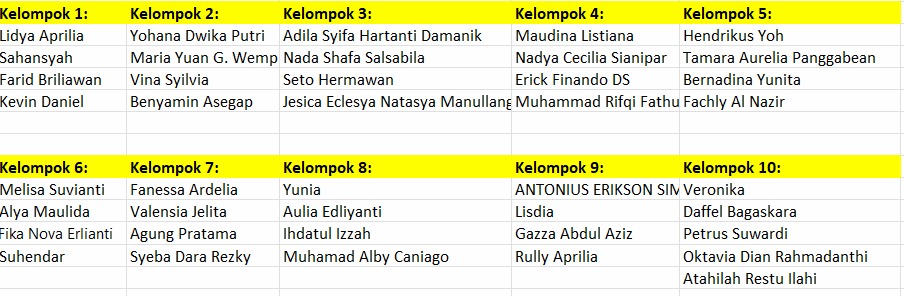 Kelompok 1: Kelompok 2: Kelompok 3: Kelompok 4: Kelompok 5:
Lidya Aprilia Yohana Dwika Putri Adila Syifa Hartanti Damanik Maudina Listiana Hendrikus Yoh
Sahansyah Maria Yuan G. Wemp Nada Shafa Salsabila Nadya Cecilia Sianipar Tamara Aurelia Panggabean
Farid Briliawan Vina Syilvia Seto Hermawan Erick Finando DS Bernadina Yunita
Kevin Daniel Benyamin Asegap Jesica Eclesya Natasya Manullang Muhammad Rifqi Fathu Fachly Al Nazir
Kelompok 6: Kelompok 7: Kelompok 8: Kelompok 9: Kelompok 10:
Melisa Suvianti Fanessa Ardelia Yunia ANTONIUS ERIKSON SIM Veronika
Alya Maulida Valensia Jelita Aulia Edliyanti Lisdia Daffel Bagaskara
Fika Nova Erlianti Agung Pratama Ihdatul Izzah Gazza Abdul Aziz Petrus Suwardi
Suhendar Syeba Dara Rezky Muhamad Alby Caniago Rully Aprilia Oktavia Dian Rahmadanthi
Atahilah Restu Ilahi